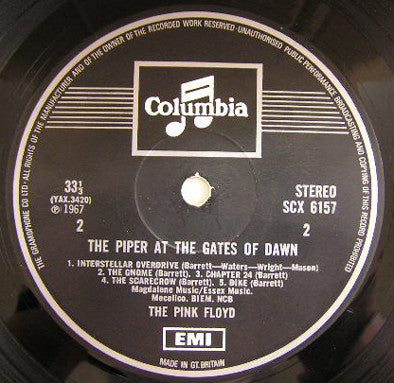 THE GRAMOPHONE CO LTD · ALL RIGHTS OF THE MANUFACTURER AND OF THE OWNER OF THE RECORDED WORK RESERVED · UNAUTHORISED PUBLIC PERFORMANCE BROADCASTING AND COPYING OF THIS RECORD PROHIBITED
Columbia
33⅓
(YAX.3420)
℗ 1967
2
STEREO
SCX 6157
2
THE PIPER AT THE GATES OF DAWN
1. INTERSTELLAR OVERDRIVE (Barrett—Waters—Wright—Mason)
2. THE GNOME (Barrett). 3. CHAPTER 24 (Barrett)
4. THE SCARECROW (Barrett). 5. BIKE (Barrett)
Magdalene Music/Essex Music.
Mecolico. BIEM. NCB
THE PINK FLOYD
EMI
MADE IN GT. BRITAIN